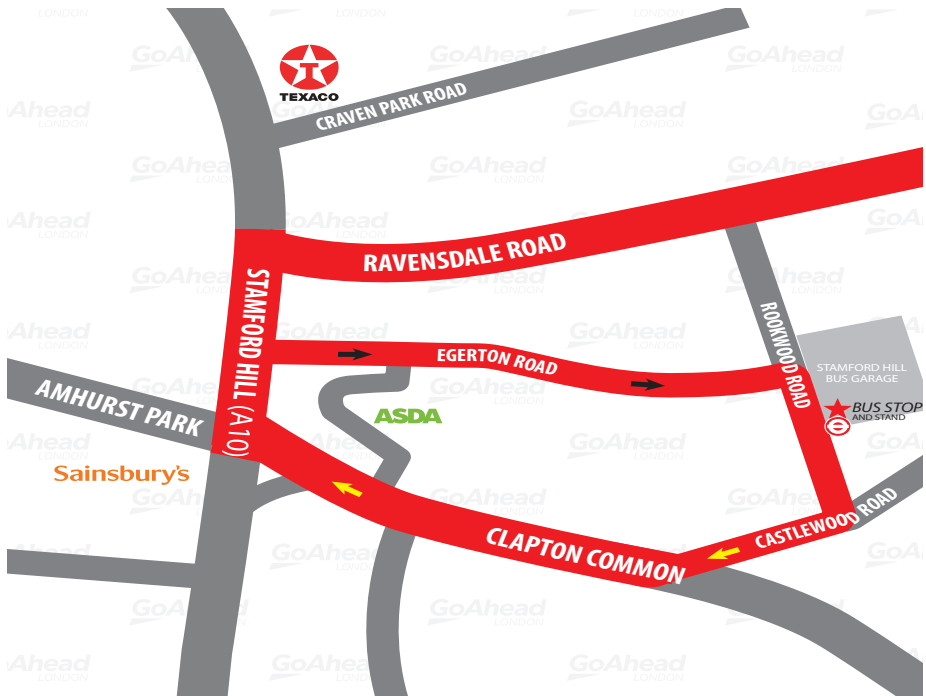 TEXACO
CRAVEN PARK ROAD
RAVENSDALE ROAD
STAMFORD HILL (A10)
ROOKWOOD ROAD
EGERTON ROAD
STAMFORD HILL
BUS GARAGE
AMHURST PARK
ASDA
BUS STOP
AND STAND
Sainsbury's
CASTLEWOOD ROAD
CLAPTON COMMON
GoAhead
LONDON